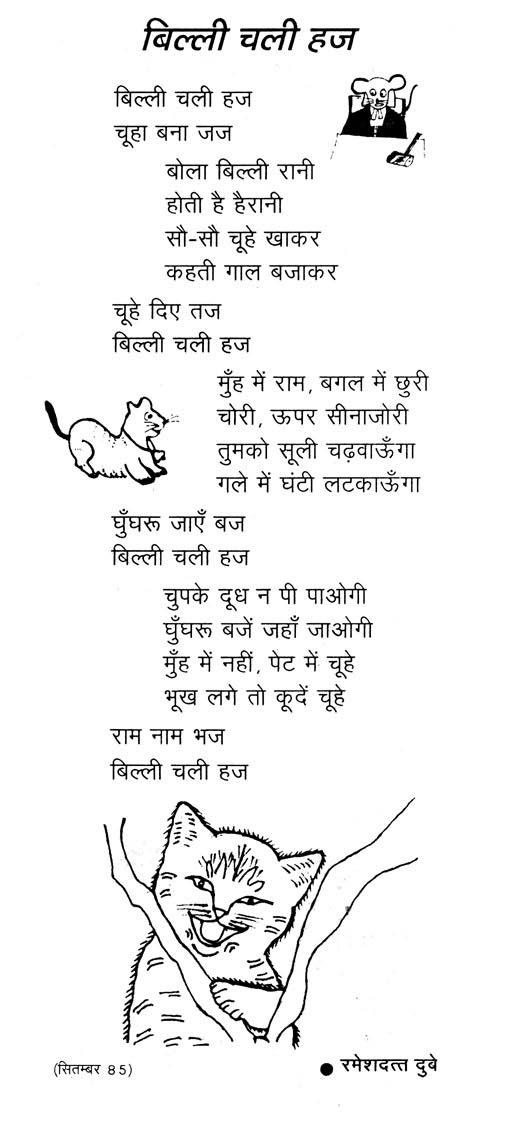 बिल्ली चली हज
बिल्ली चली हज
चूहा बना जज
बोला बिल्ली रानी
होती है हैरानी
सौ-सौ चूहे खाकर
कहती गाल बजाकर
चूहे दिए तज
बिल्ली चली हज
मुँह में राम, बगल में छुरी
चोरी, ऊपर सीनाजोरी
तुमको सूली चढ़वाऊँगा
गले में घंटी लटकाऊँगा
घुँघरू जाएँ बज
बिल्ली चली हज
चुपके दूध न पी पाओगी
घुँघरू बजें जहाँ जाओगी
मुँह में नहीं, पेट में चूहे
भूख लगे तो कूदें चूहे
राम नाम भज
बिल्ली चली हज
(सितम्बर 85)
● रमेशदत्त दुबे